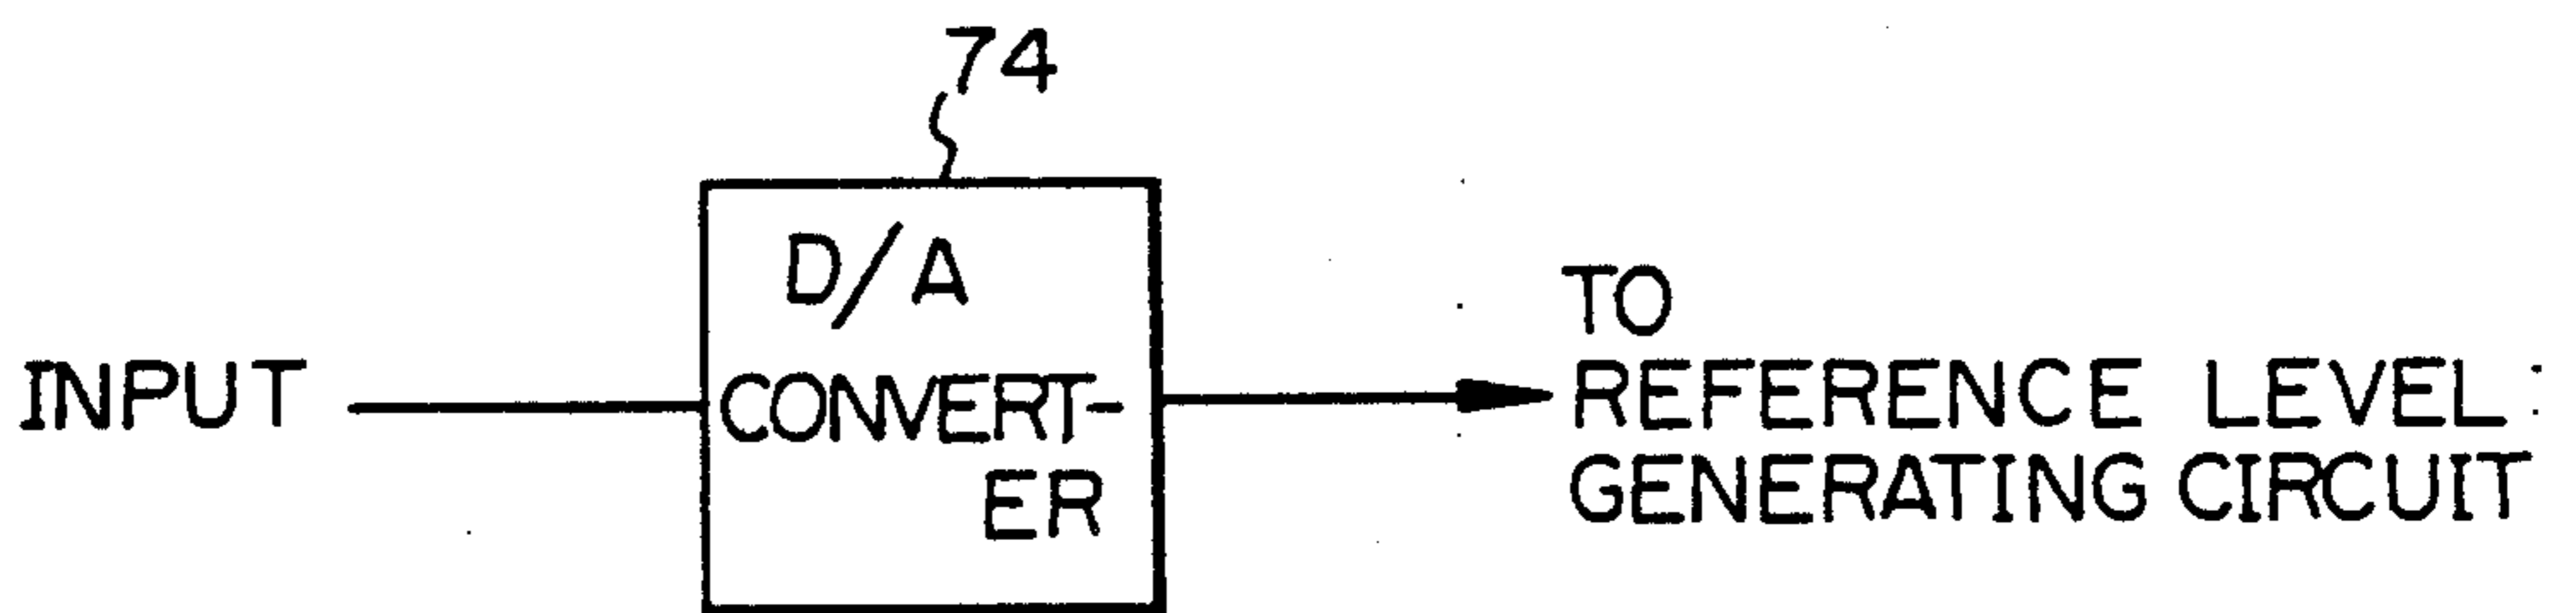 74
D/A
CONVERT-
ER
INPUT
TO
REFERENCE LEVEL
GENERATING CIRCUIT